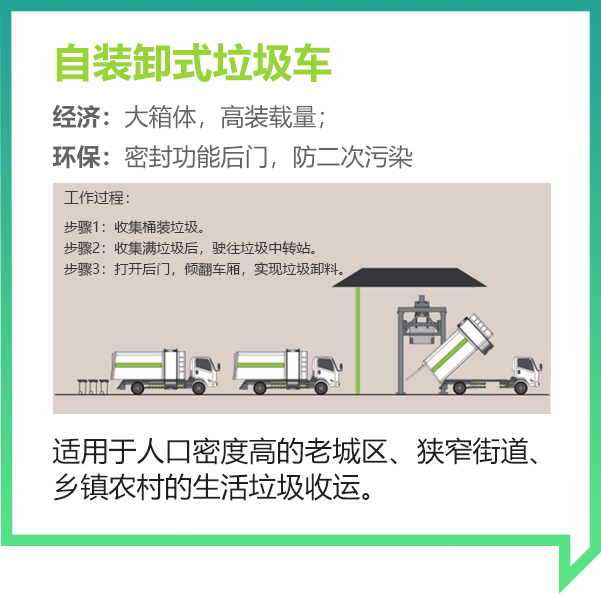 自装卸式垃圾车
经济：大箱体，高装载量；
环保：密封功能后门，防二次污染
工作过程：
步骤1：收集桶装垃圾。
步骤2：收集满垃圾后，驶往垃圾中转站。
步骤3：打开后门，倾翻车厢，实现垃圾卸料。
适用于人口密度高的老城区、狭窄街道、
乡镇农村的生活垃圾收运。